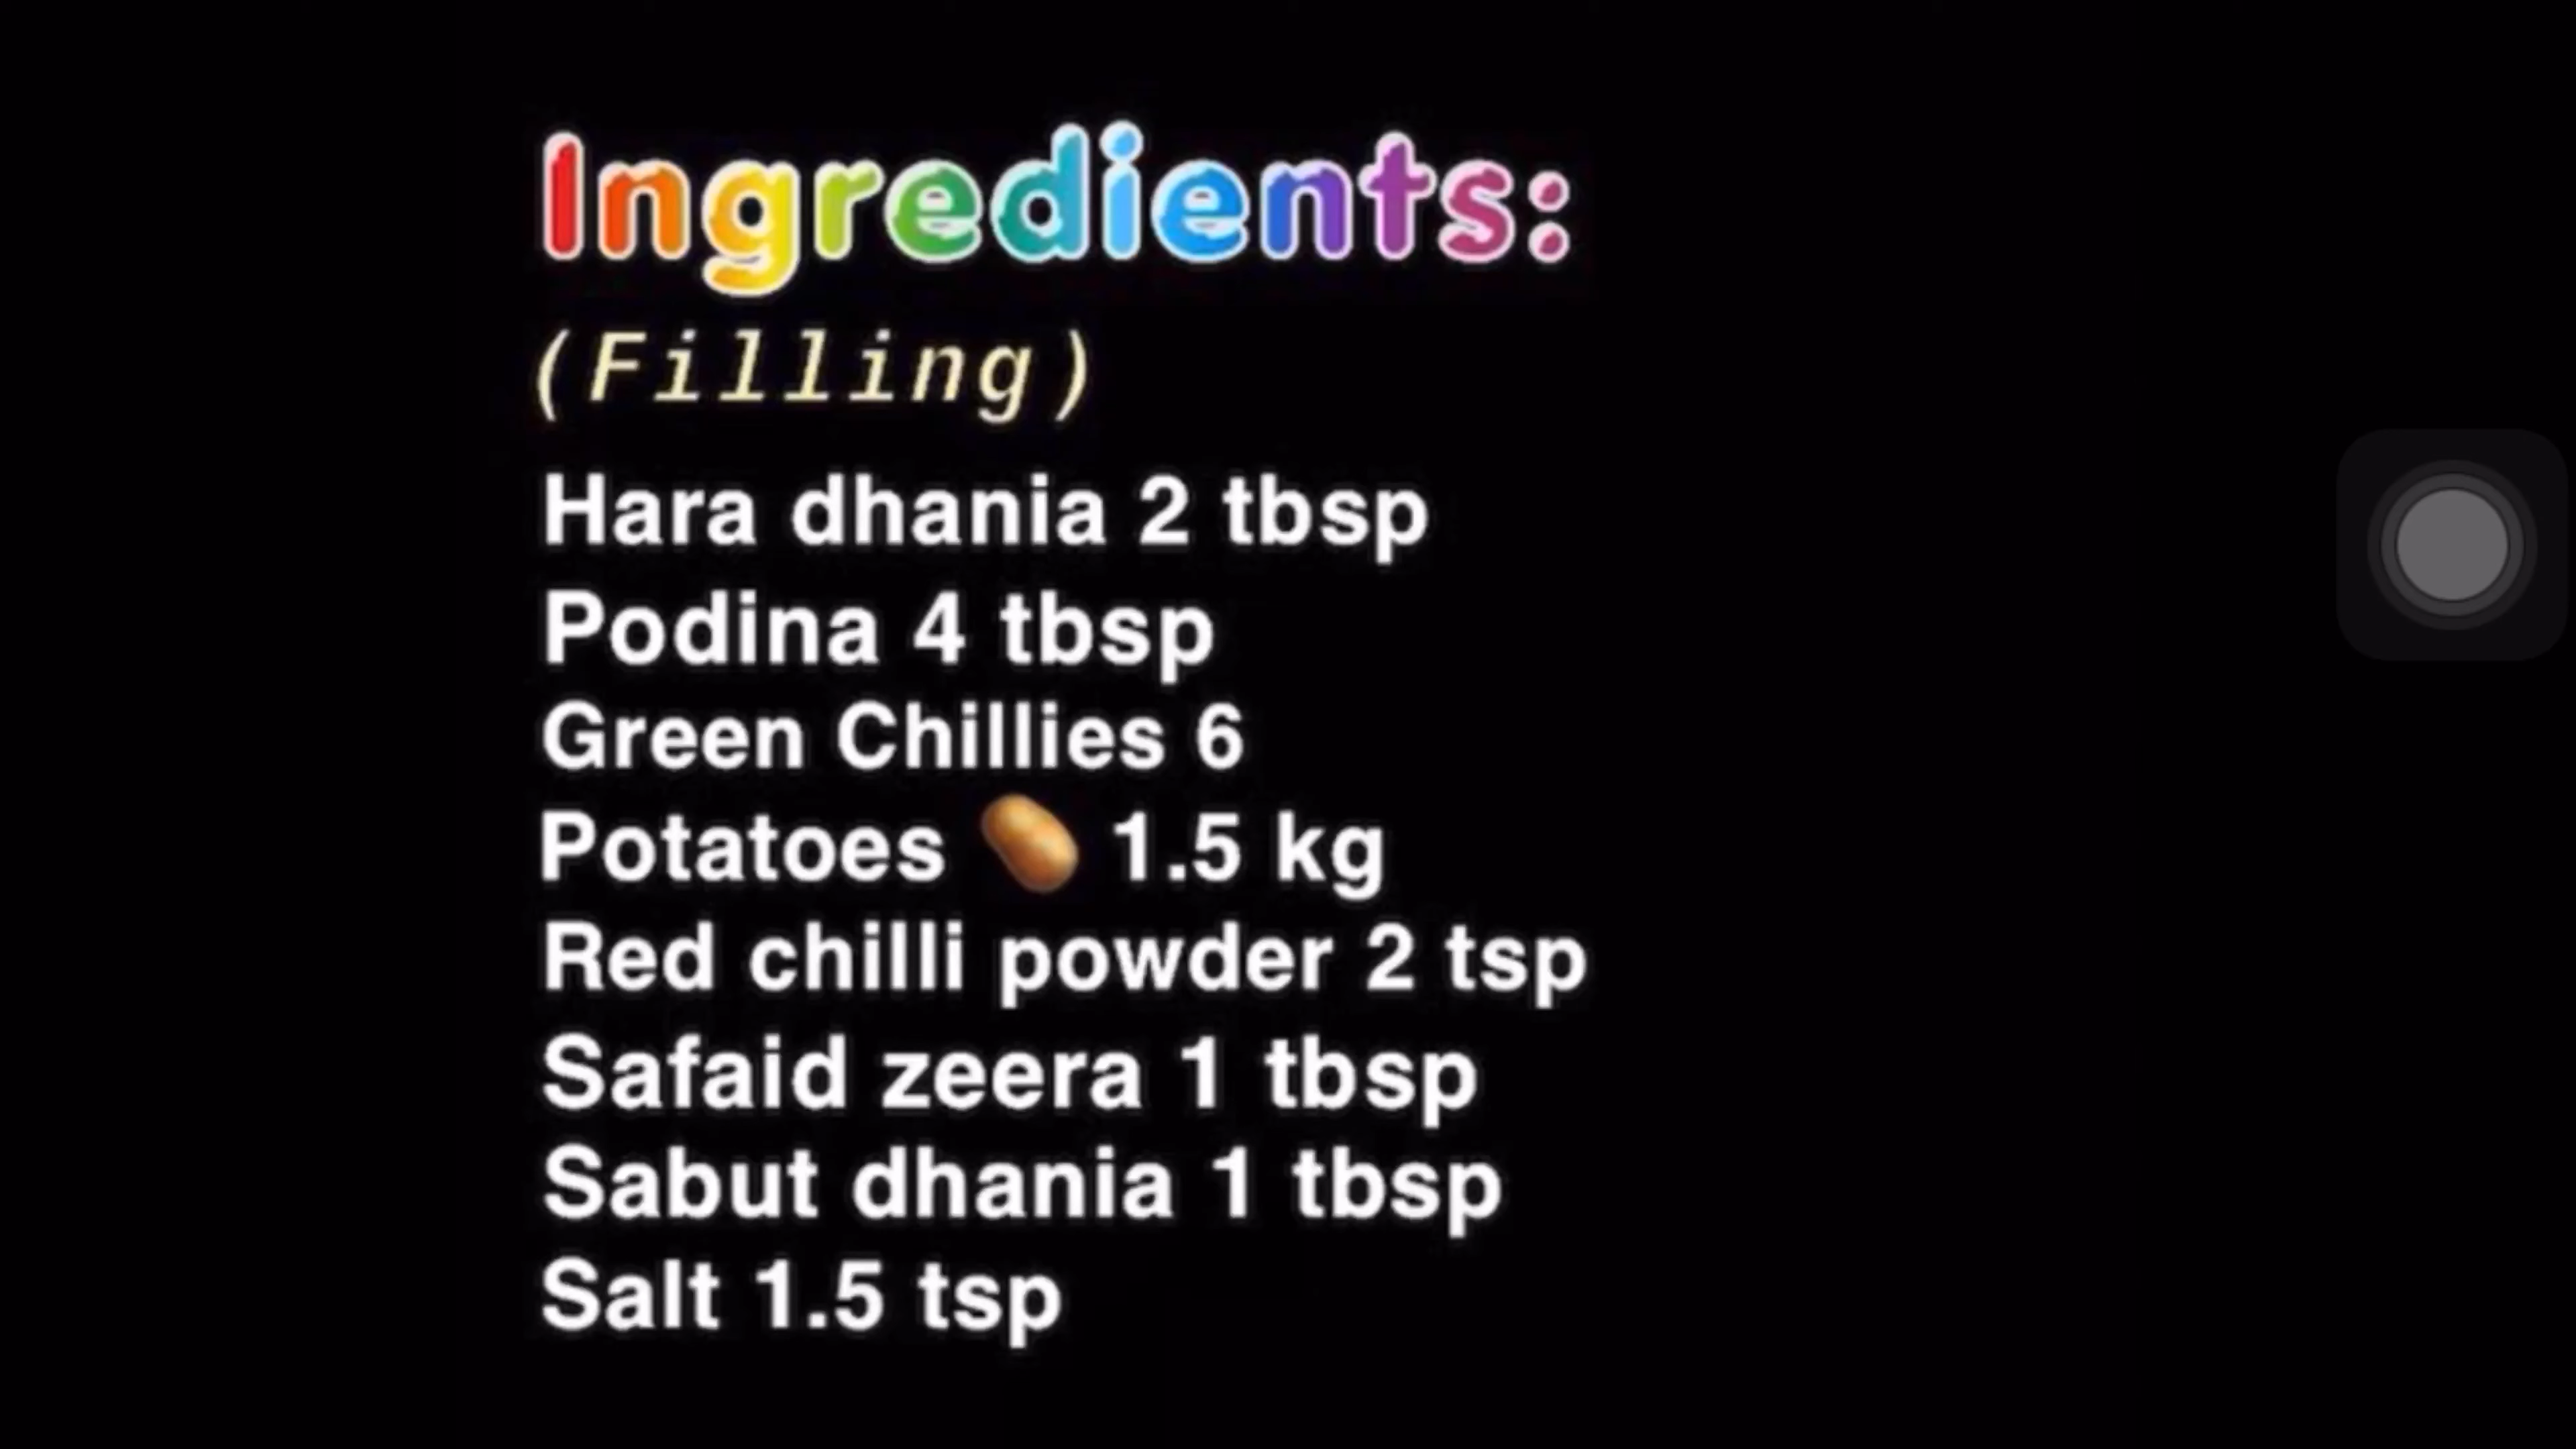 Ingredients:
(Filling)
Hara dhania 2 tbsp
Podina 4 tbsp
Green Chillies 6
Potatoes 🥔 1.5 kg
Red chilli powder 2 tsp
Safaid zeera 1 tbsp
Sabut dhania 1 tbsp
Salt 1.5 tsp